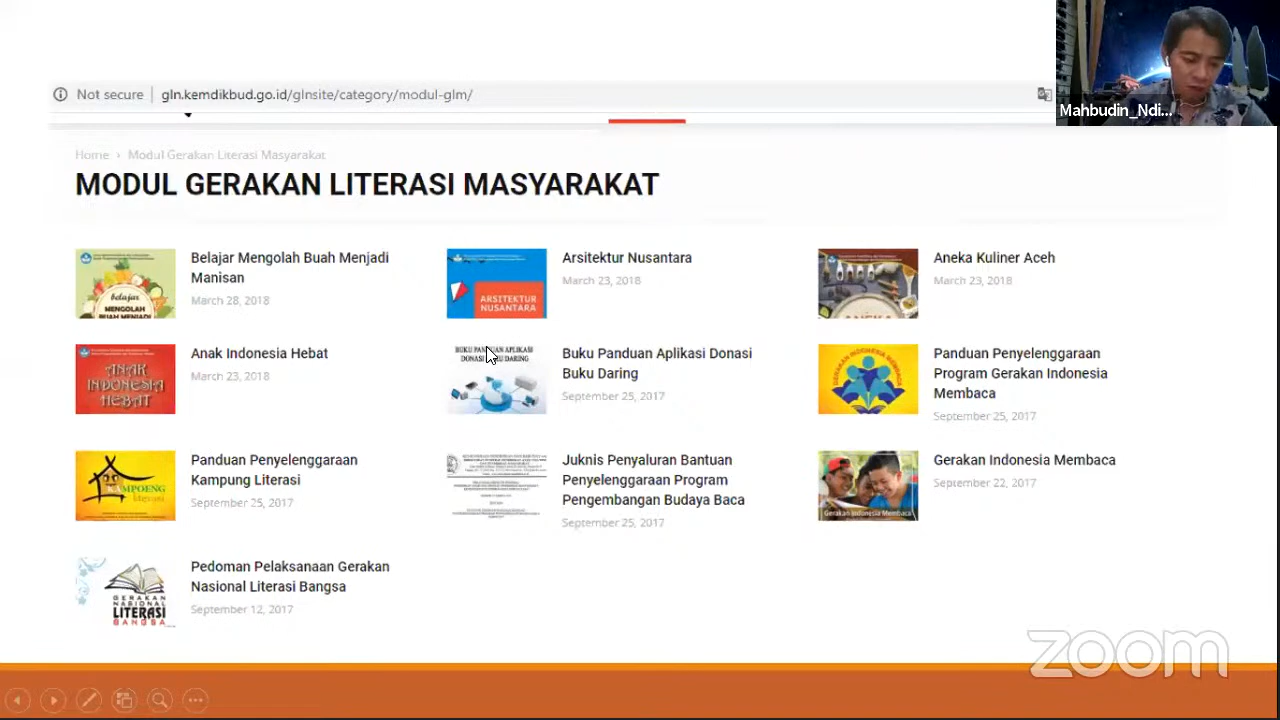 Mahbudin_Ndi...
Not secure | gln.kemdikbud.go.id/glnsite/category/modul-glm/
Home › Modul Gerakan Literasi Masyarakat
MODUL GERAKAN LITERASI MASYARAKAT
belajar
MENGOLAH
BUAH MENJADI
Belajar Mengolah Buah Menjadi
Manisan
March 28, 2018
ARSITEKTUR
NUSANTARA
Arsitektur Nusantara
March 23, 2018
ANEKA
Aneka Kuliner Aceh
March 23, 2018
ANAK
INDONESIA
HEBAT
Anak Indonesia Hebat
March 23, 2018
BUKU PANDUAN APLIKASI
Buku Panduan Aplikasi Donasi
Buku Daring
September 25, 2017
GERAKAN INDONESIA MEMBACA
Panduan Penyelenggaraan
Program Gerakan Indonesia
Membaca
September 25, 2017
KAMPOENG
literasi
Panduan Penyelenggaraan
Kampung Literasi
September 25, 2017
Juknis Penyaluran Bantuan
Penyelenggaraan Program
Pengembangan Budaya Baca
September 25, 2017
Gerakan Indonesia Membaca
Gerakan Indonesia Membaca
September 22, 2017
GERAKAN
NASIONAL
LITERASI
BANGSA
Pedoman Pelaksanaan Gerakan
Nasional Literasi Bangsa
September 12, 2017
zoom